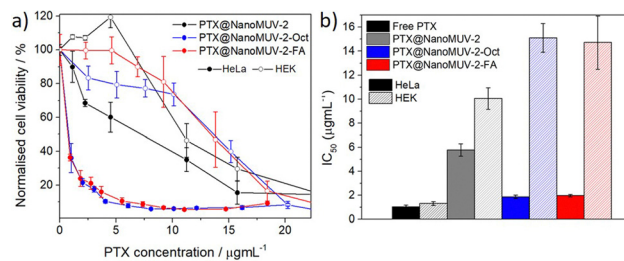 a)
PTX@NanoMUV-2
PTX@NanoMUV-2-Oct
PTX@NanoMUV-2-FA
HeLa
HEK
Normalised cell viability / %
120
100
80
60
40
20
0
5
10
15
20
PTX concentration / µgmL⁻¹
b)
Free PTX
PTX@NanoMUV-2
PTX@NanoMUV-2-Oct
PTX@NanoMUV-2-FA
HeLa
HEK
IC₅₀ (µgmL⁻¹)
16
14
12
10
8
6
4
2
0